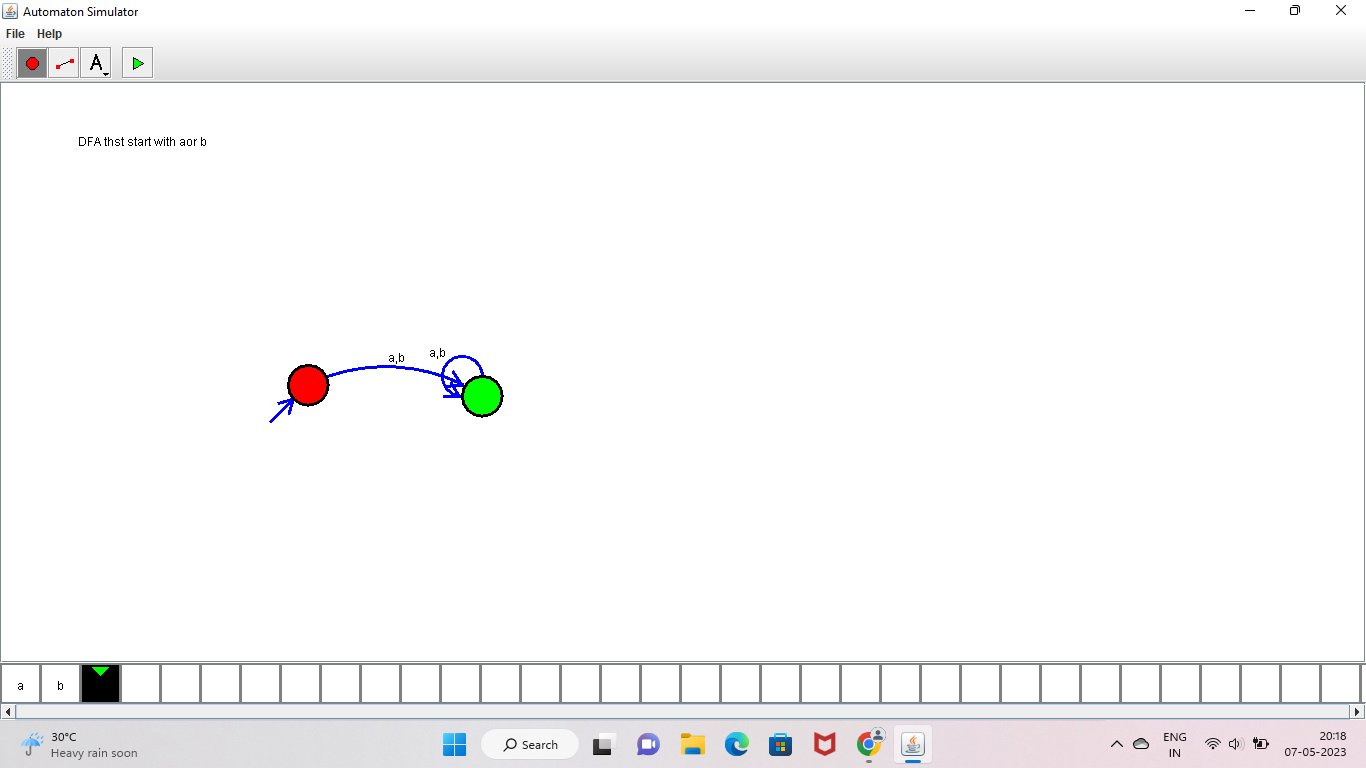 Automaton Simulator
File Help
A
DFA thst start with aor b
a,b
a,b
a b
30°C
Heavy rain soon
Search
ENG
IN
20:18
07-05-2023